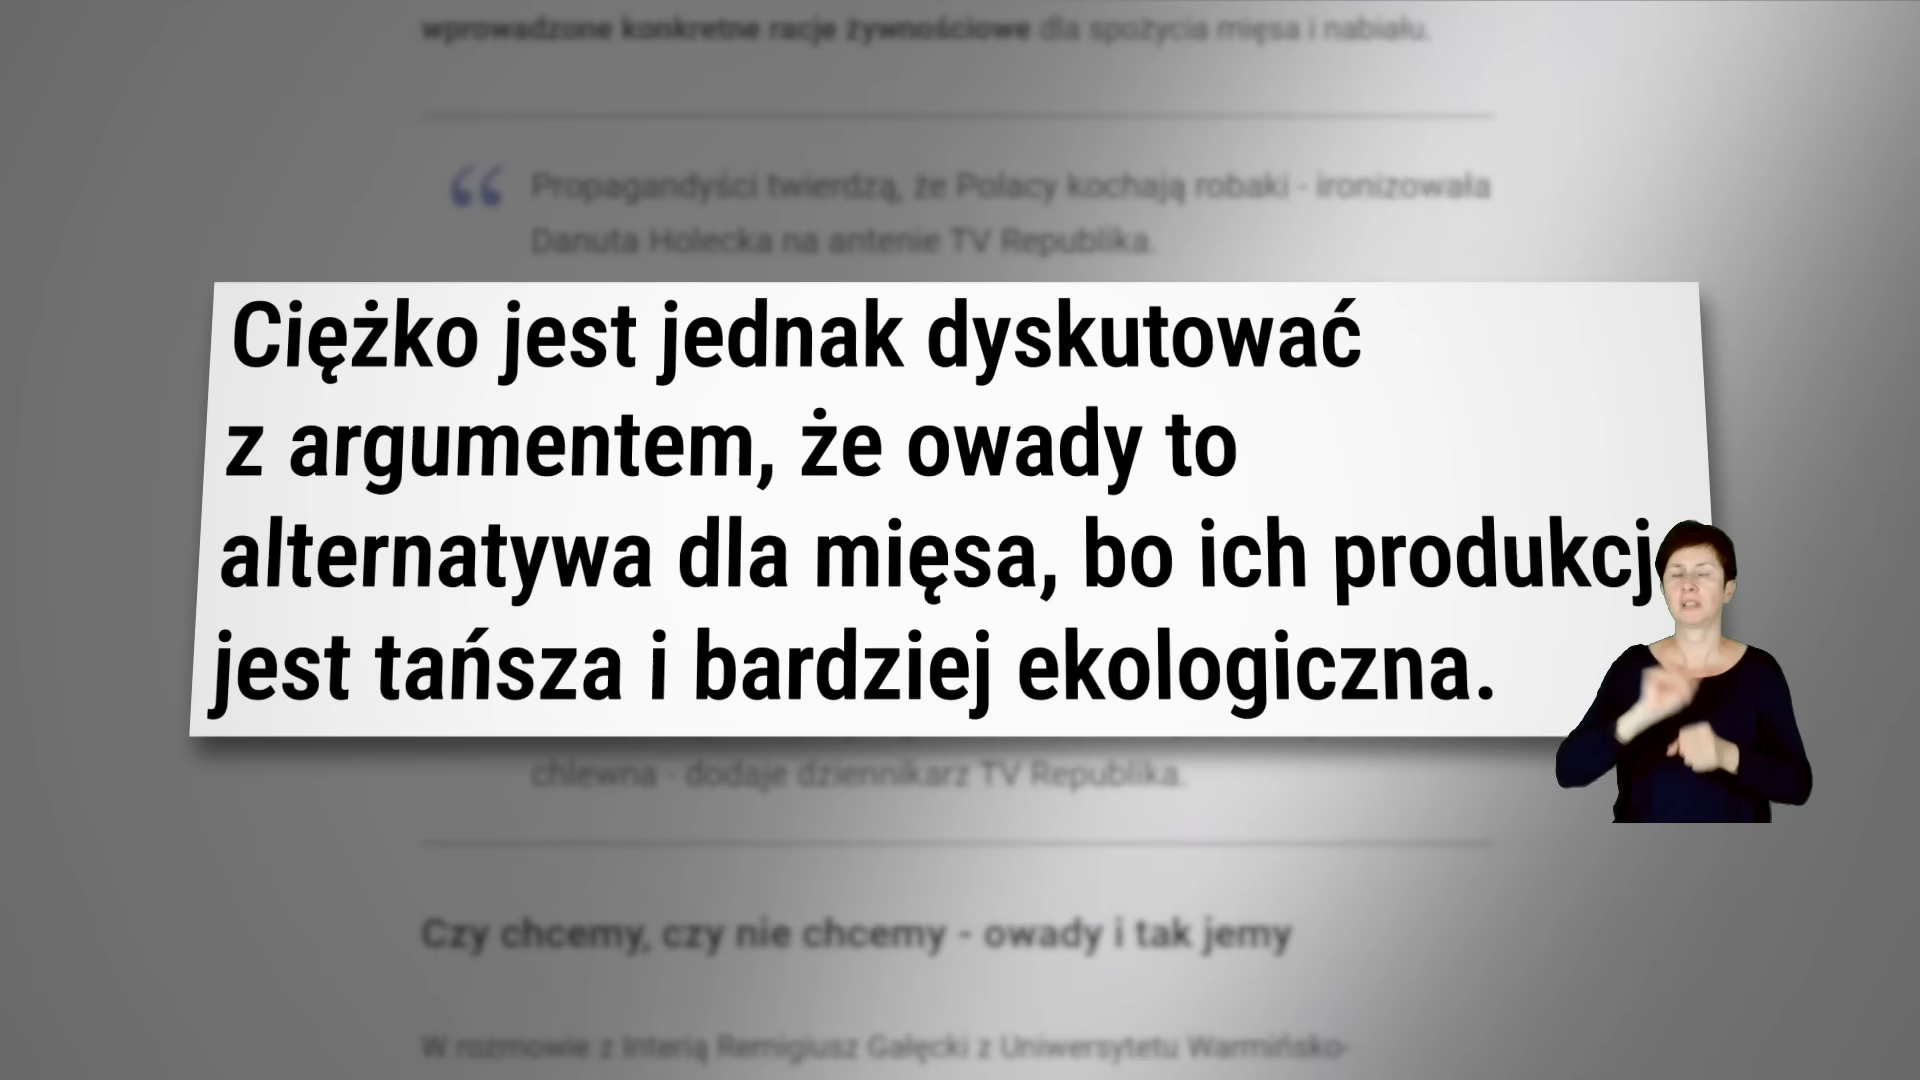 wprowadzone konkretne racje żywnościowe dla spożycia mięsa i nabiału.
Propagandyści twierdzą, że Polacy kochają robaki - ironizowała
Danuta Holecka na antenie TV Republika.
Ciężko jest jednak dyskutować
z argumentem, że owady to
alternatywa dla mięsa, bo ich produkcj
jest tańsza i bardziej ekologiczna.
chlewna - dodaje dziennikarz TV Republika.
Czy chcemy, czy nie chcemy - owady i tak jemy
W rozmowie z Interią Remigiusz Gałęcki z Uniwersytetu Warmińsko-